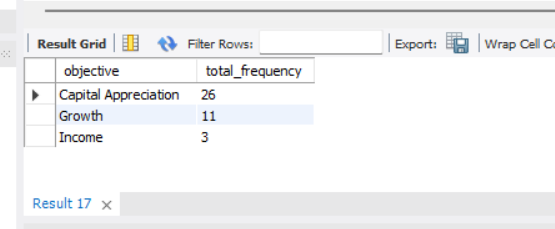 Result Grid Filter Rows: Export: Wrap Cell Co
objective total_frequency
Capital Appreciation 26
Growth 11
Income 3
Result 17 ×